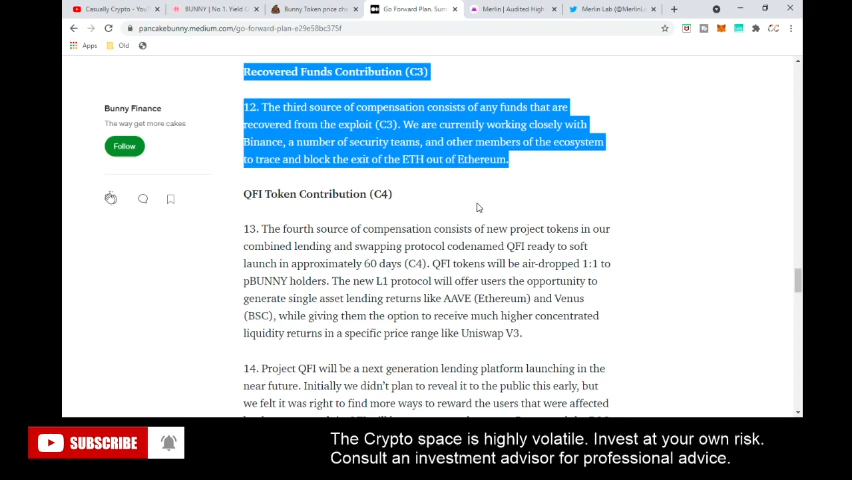 Casually Crypto - YouT
BUNNY | No 1. Yield O
Bunny Token price cha
Go Forward Plan. Summ
Merlin | Audited High
Merlin Lab (@MerlinLa
pancakebunny.medium.com/go-forward-plan-e29e58bc375f
Apps
Old
Recovered Funds Contribution (C3)
12. The third source of compensation consists of any funds that are
recovered from the exploit (C3). We are currently working closely with
Binance, a number of security teams, and other members of the ecosystem
to trace and block the exit of the ETH out of Ethereum.
Bunny Finance
The way get more cakes
Follow
QFI Token Contribution (C4)
13. The fourth source of compensation consists of new project tokens in our
combined lending and swapping protocol codenamed QFI ready to soft
launch in approximately 60 days (C4). QFI tokens will be air-dropped 1:1 to
pBUNNY holders. The new L1 protocol will offer users the opportunity to
generate single asset lending returns like AAVE (Ethereum) and Venus
(BSC), while giving them the option to receive much higher concentrated
liquidity returns in a specific price range like Uniswap V3.
14. Project QFI will be a next generation lending platform launching in the
near future. Initially we didn't plan to reveal it to the public this early, but
we felt it was right to find more ways to reward the users that were affected
SUBSCRIBE
The Crypto space is highly volatile. Invest at your own risk.
Consult an investment advisor for professional advice.